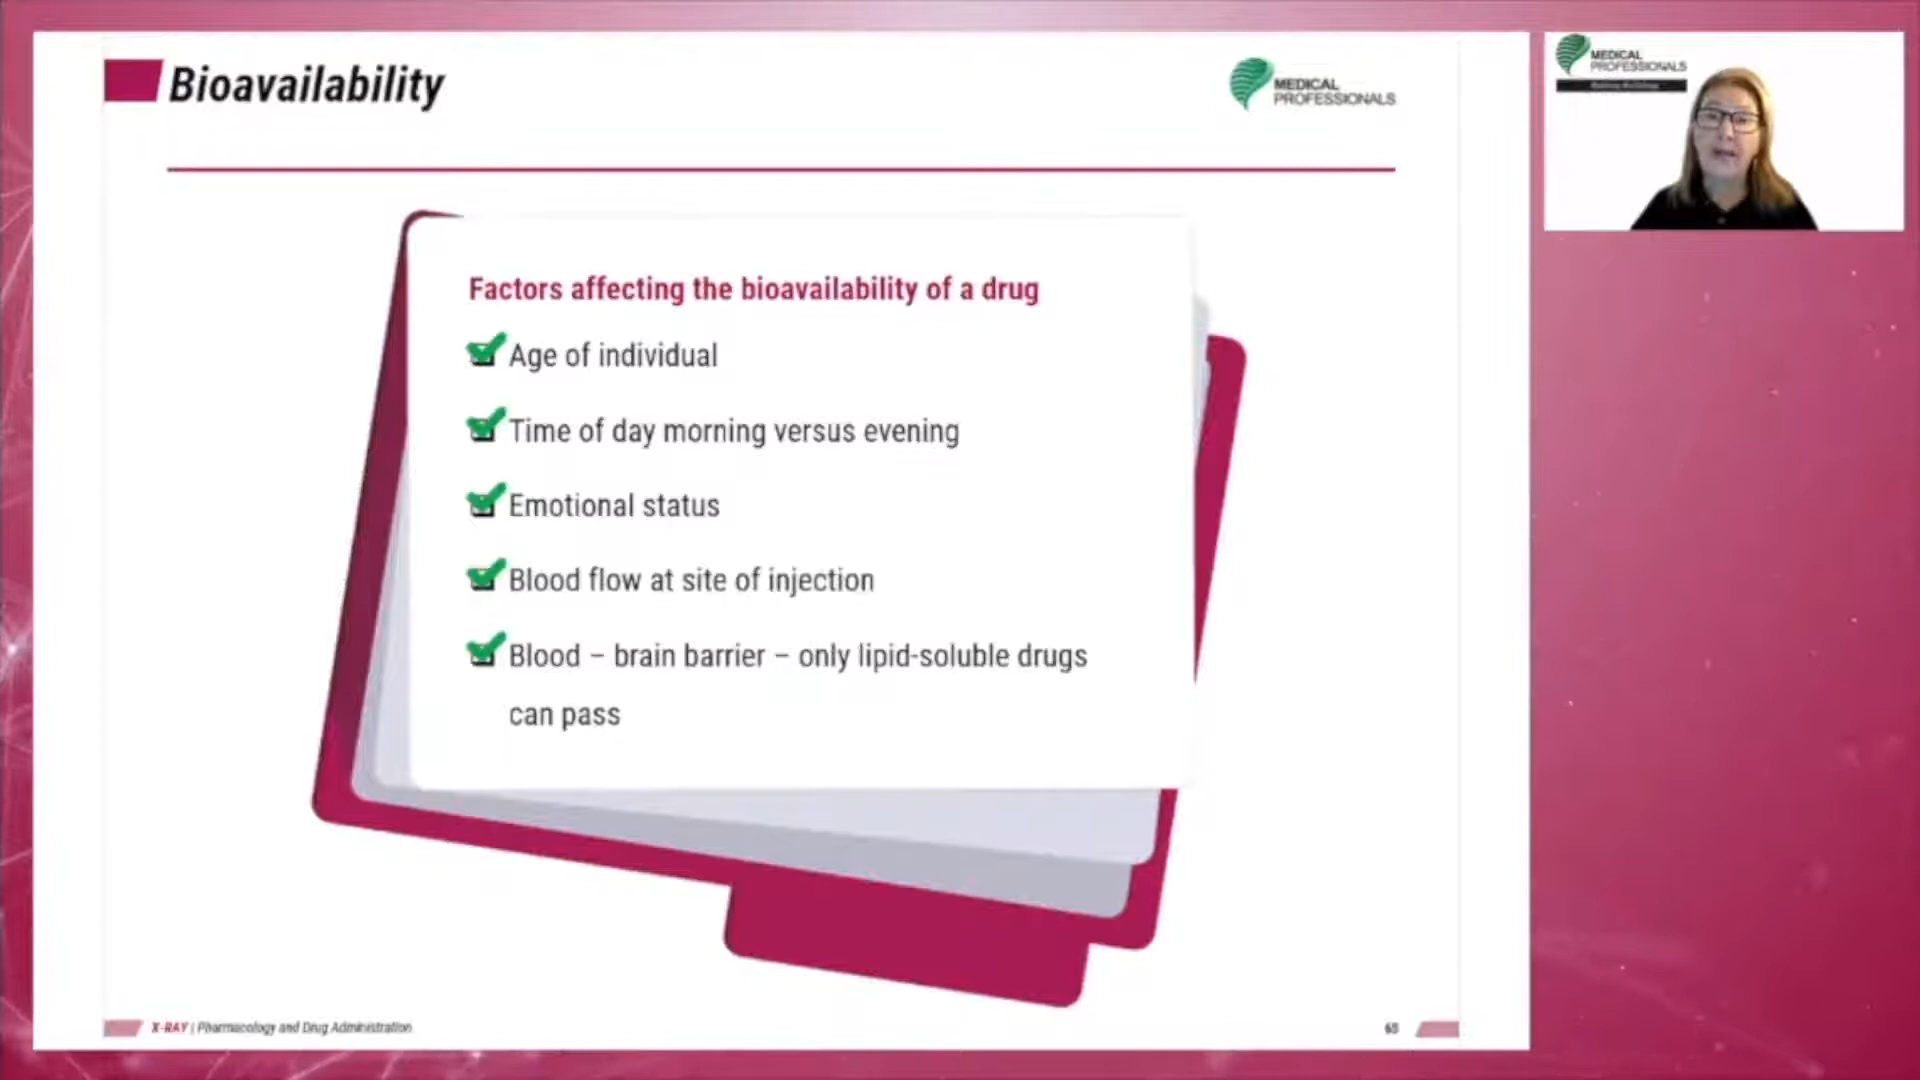 Bioavailability
MEDICAL
PROFESSIONALS
MEDICAL
PROFESSIONALS
Factors affecting the bioavailability of a drug
Age of individual
Time of day morning versus evening
Emotional status
Blood flow at site of injection
Blood – brain barrier – only lipid-soluble drugs
can pass
X-RAY | Pharmacology and Drug Administration